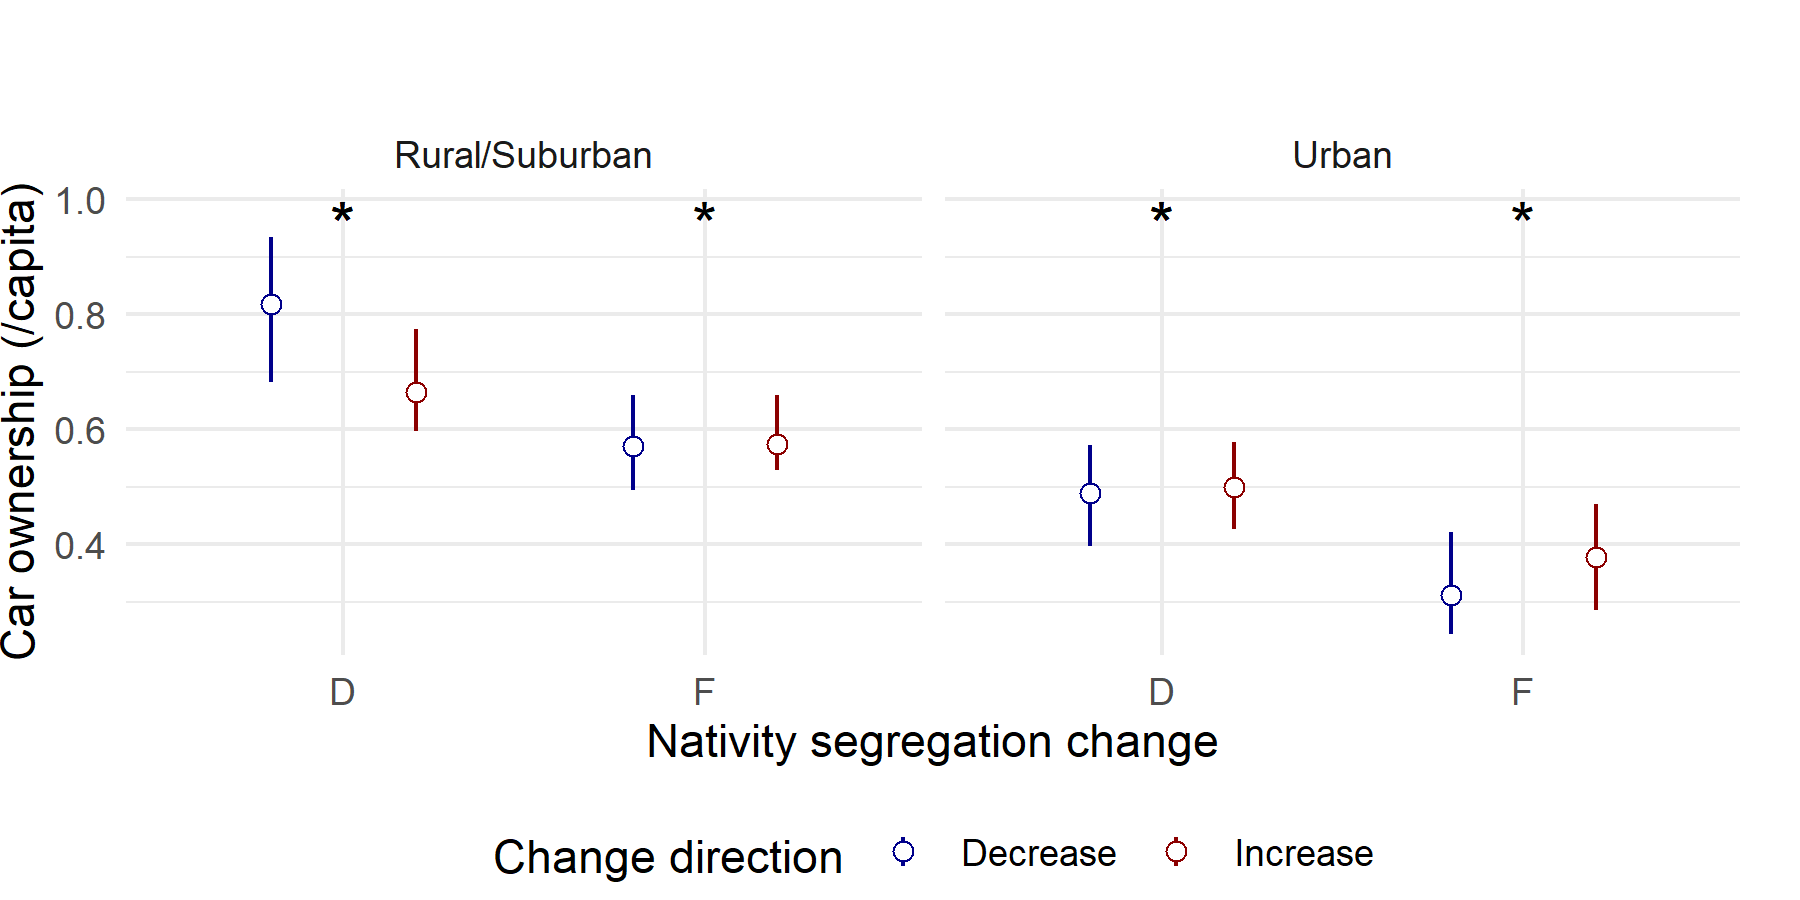 Rural/Suburban
Urban
Car ownership (/capita)
1.0
0.8
0.6
0.4
* * * *
D F D F
Nativity segregation change
Change direction Decrease Increase